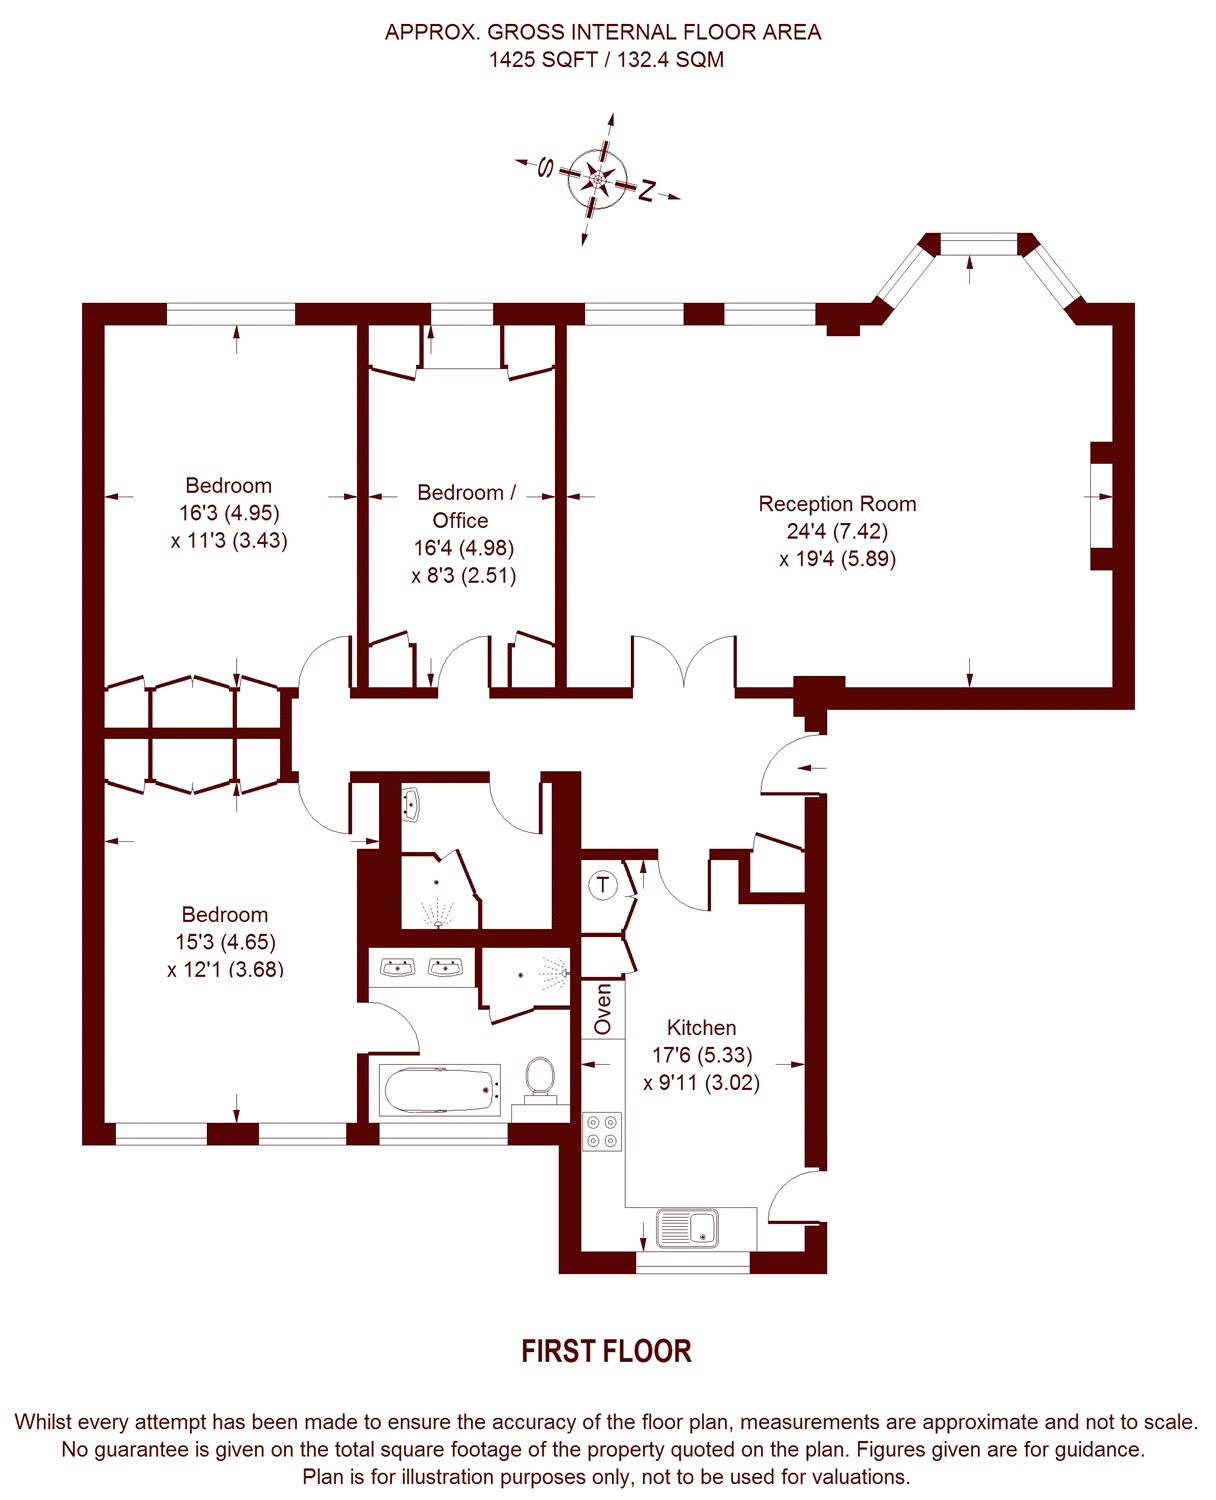 APPROX. GROSS INTERNAL FLOOR AREA
1425 SQFT / 132.4 SQM
S
N
Bedroom
16'3 (4.95)
x 11'3 (3.43)
Bedroom /
Office
16'4 (4.98)
x 8'3 (2.51)
Reception Room
24'4 (7.42)
x 19'4 (5.89)
T
Bedroom
15'3 (4.65)
x 12'1 (3.68)
Oven
Kitchen
17'6 (5.33)
x 9'11 (3.02)
FIRST FLOOR
Whilst every attempt has been made to ensure the accuracy of the floor plan, measurements are approximate and not to scale.
No guarantee is given on the total square footage of the property quoted on the plan. Figures given are for guidance.
Plan is for illustration purposes only, not to be used for valuations.